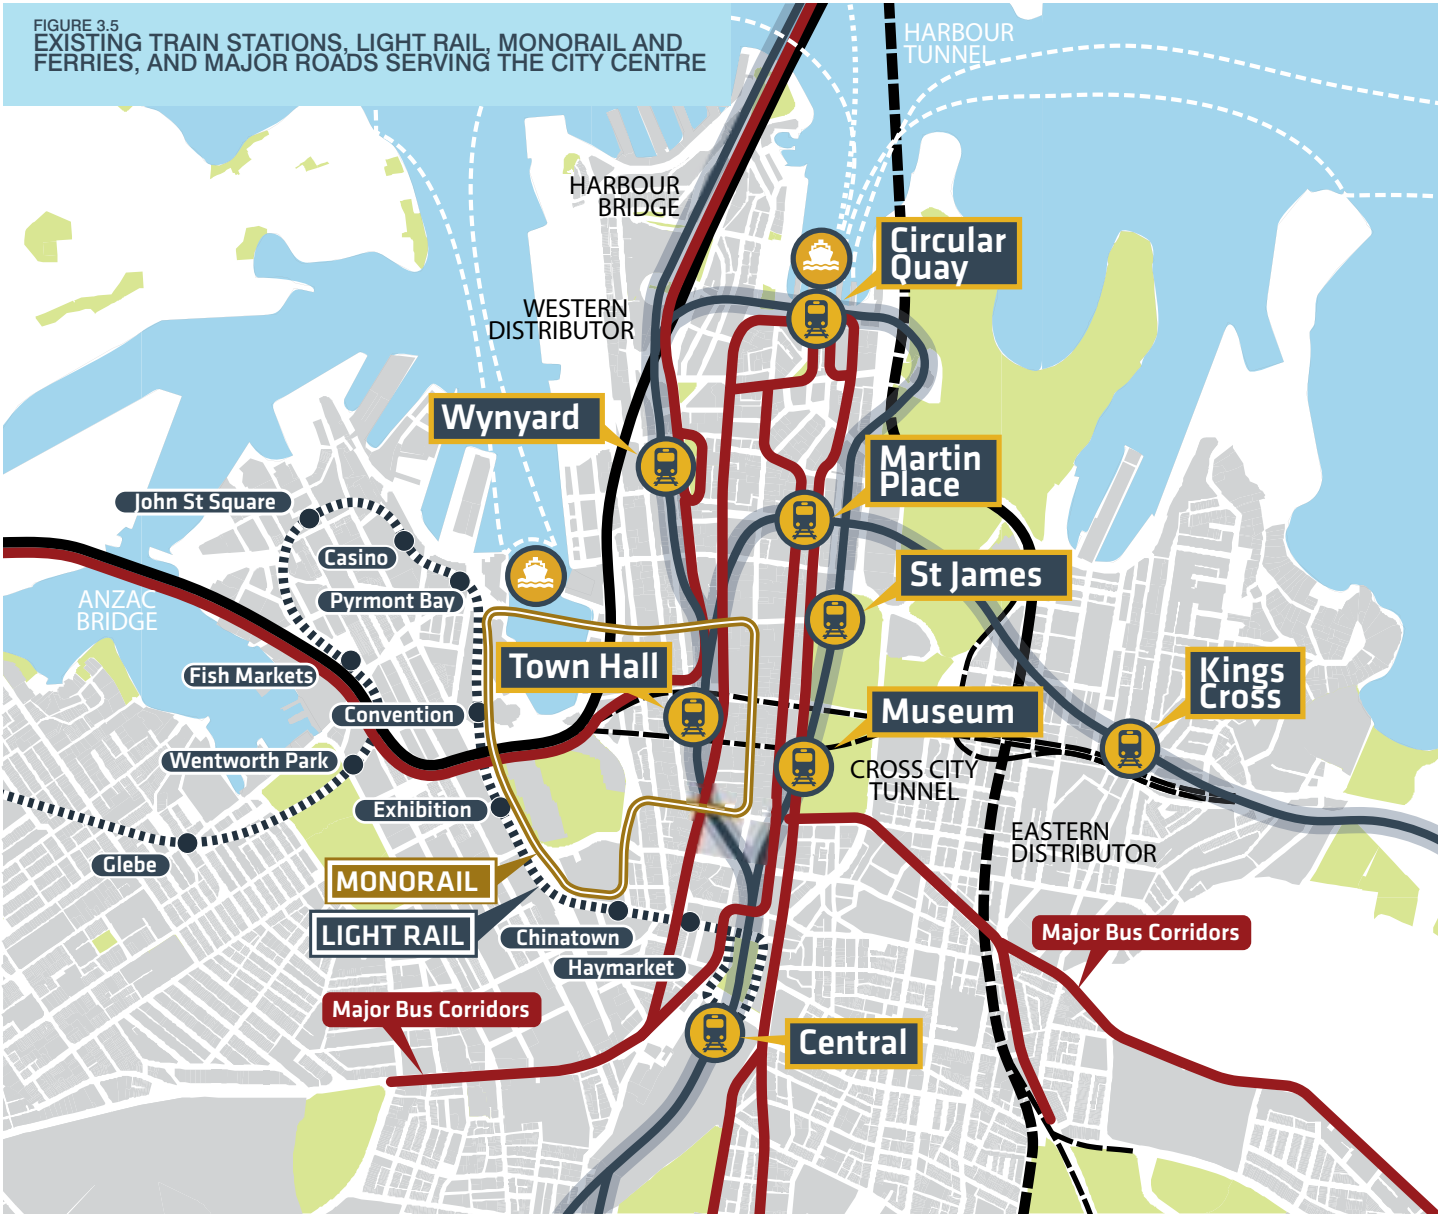 FIGURE 3.5
EXISTING TRAIN STATIONS, LIGHT RAIL, MONORAIL AND
FERRIES, AND MAJOR ROADS SERVING THE CITY CENTRE
HARBOUR
TUNNEL
HARBOUR
BRIDGE
Circular
Quay
WESTERN
DISTRIBUTOR
Wynyard
Martin
Place
John St Square
Casino
St James
Pyrmont Bay
ANZAC
BRIDGE
Town Hall
Kings
Cross
Fish Markets
Convention
Museum
Wentworth Park
CROSS CITY
TUNNEL
Exhibition
EASTERN
DISTRIBUTOR
Glebe
MONORAIL
LIGHT RAIL
Chinatown
Major Bus Corridors
Haymarket
Major Bus Corridors
Central